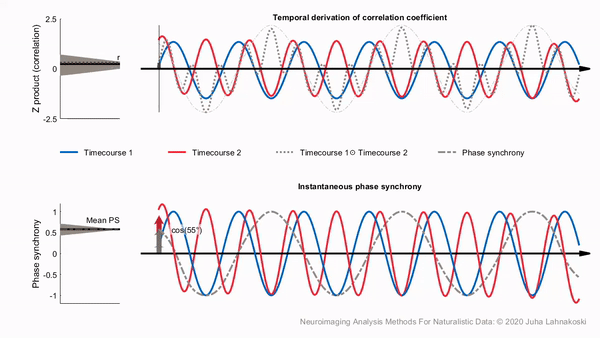 Temporal derivation of correlation coefficient
2.5
r
0
-2.5
Z product (correlation)
Timecourse 1 Timecourse 2 Timecourse 1⊙ Timecourse 2 Phase synchrony
Instantaneous phase synchrony
1
Mean PS
0.5
cos(55°)
0
-0.5
-1
Phase synchrony
Neuroimaging Analysis Methods For Naturalistic Data: © 2020 Juha Lahnakoski